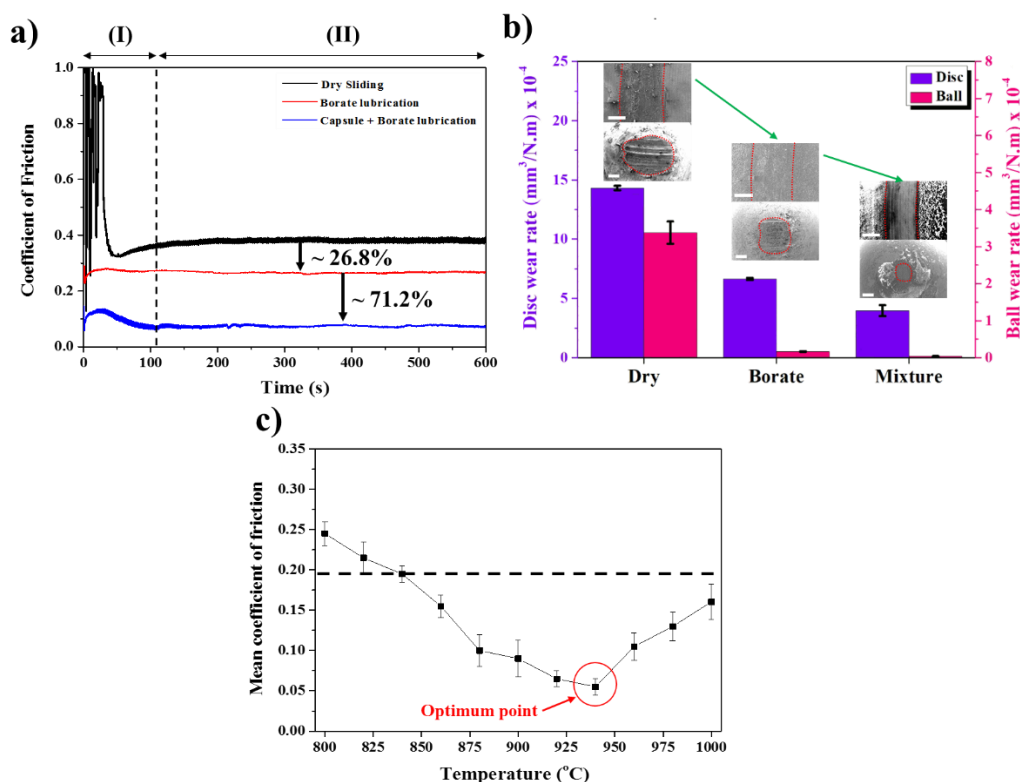 a)
(I)
(II)
1.0
0.8
0.6
0.4
0.2
0.0
Coefficient of Friction
Dry Sliding
Borate lubrication
Capsule + Borate lubrication
~ 26.8%
~ 71.2%
0
100
200
300
400
500
600
Time (s)
b)
25
20
15
10
5
0
Disc wear rate (mm³/N.m) x 10⁻⁴
Disc
Ball
8
7
6
5
4
3
2
1
0
Ball wear rate (mm³/N.m) x 10⁻⁴
Dry
Borate
Mixture
c)
0.35
0.30
0.25
0.20
0.15
0.10
0.05
0.00
Mean coefficient of friction
Optimum point
800
825
850
875
900
925
950
975
1000
Temperature (°C)